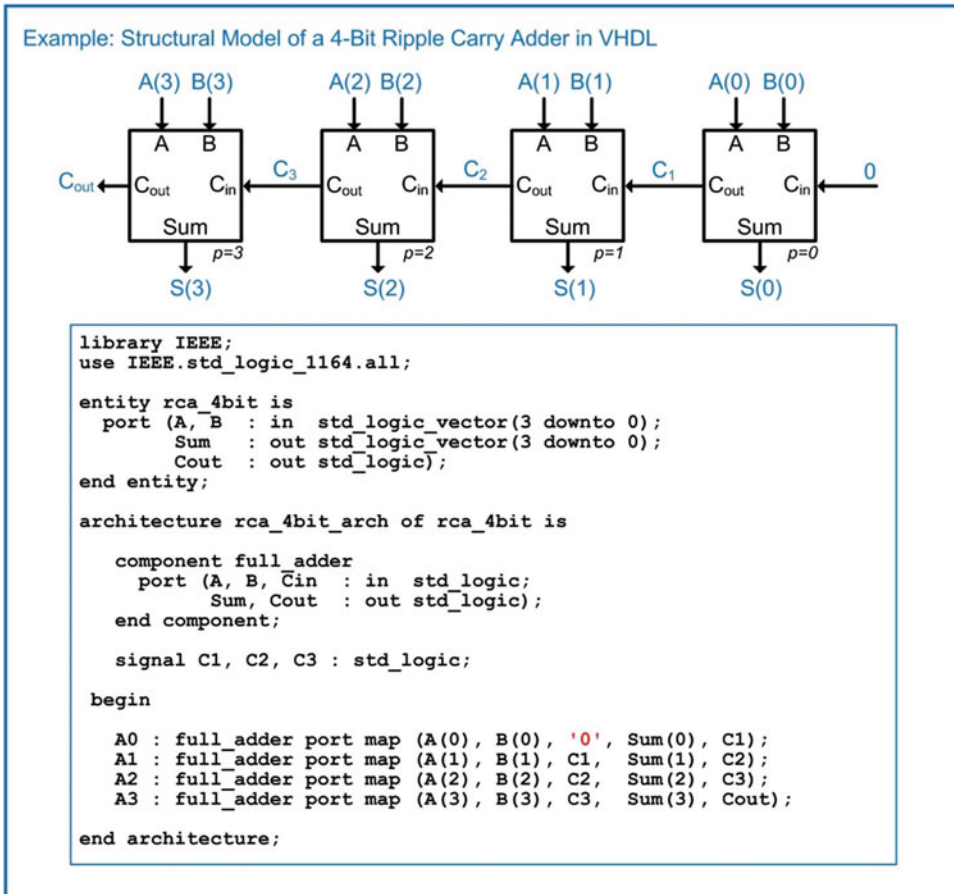 Example: Structural Model of a 4-Bit Ripple Carry Adder in VHDL
A(3) B(3) A(2) B(2) A(1) B(1) A(0) B(0)
A B A B A B A B
Cout Cout Cin C3 Cout Cin C2 Cout Cin C1 Cout Cin 0
Sum Sum Sum Sum
p=3 p=2 p=1 p=0
S(3) S(2) S(1) S(0)
library IEEE;
use IEEE.std_logic_1164.all;
entity rca_4bit is
port (A, B : in std_logic_vector(3 downto 0);
Sum : out std_logic_vector(3 downto 0);
Cout : out std_logic);
end entity;
architecture rca_4bit_arch of rca_4bit is
component full_adder
port (A, B, Cin : in std_logic;
Sum, Cout : out std_logic);
end component;
signal C1, C2, C3 : std_logic;
begin
A0 : full_adder port map (A(0), B(0), '0', Sum(0), C1);
A1 : full_adder port map (A(1), B(1), C1, Sum(1), C2);
A2 : full_adder port map (A(2), B(2), C2, Sum(2), C3);
A3 : full_adder port map (A(3), B(3), C3, Sum(3), Cout);
end architecture;